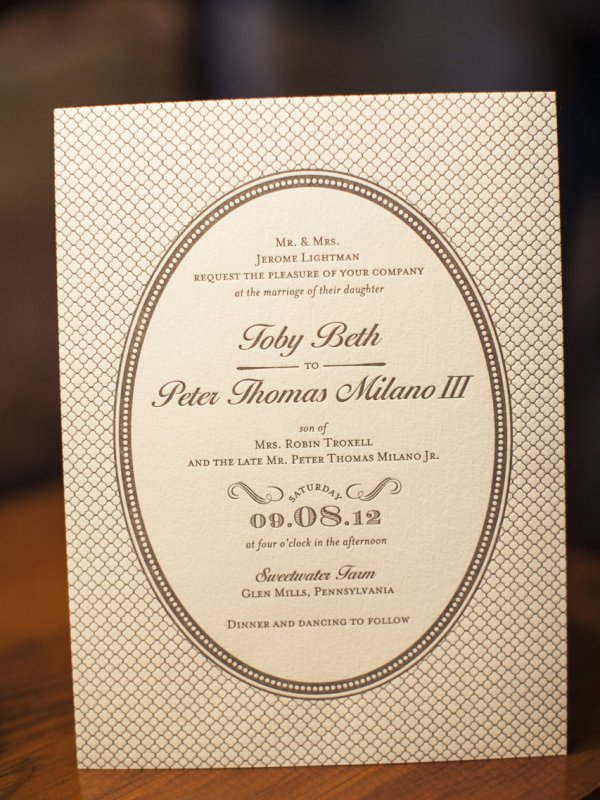 Mr. & Mrs.
Jerome Lightman
request the pleasure of your company
at the marriage of their daughter
Toby Beth
to
Peter Thomas Milano III
son of
Mrs. Robin Troxell
and the late Mr. Peter Thomas Milano Jr.
Saturday
09.08.12
at four o'clock in the afternoon
Sweetwater Farm
Glen Mills, Pennsylvania
Dinner and dancing to follow